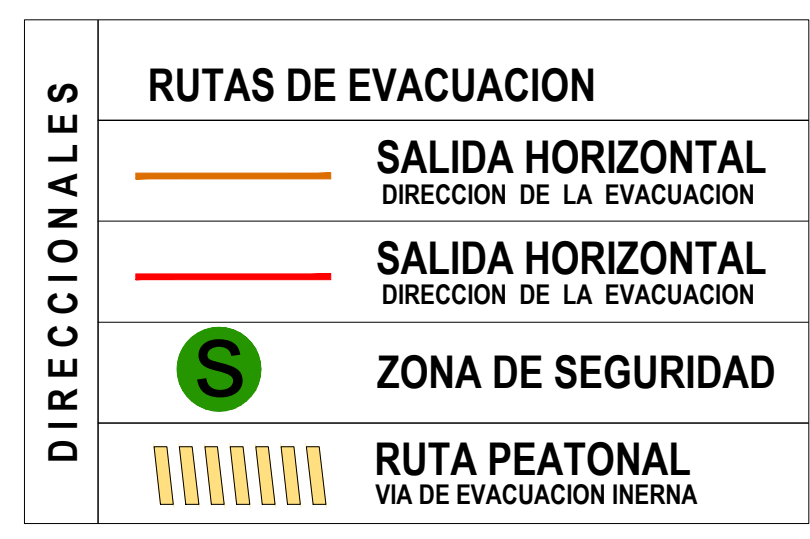 DIRECCIONALES
RUTAS DE EVACUACION
SALIDA HORIZONTAL
DIRECCION DE LA EVACUACION
SALIDA HORIZONTAL
DIRECCION DE LA EVACUACION
S
ZONA DE SEGURIDAD
RUTA PEATONAL
VIA DE EVACUACION INERNA